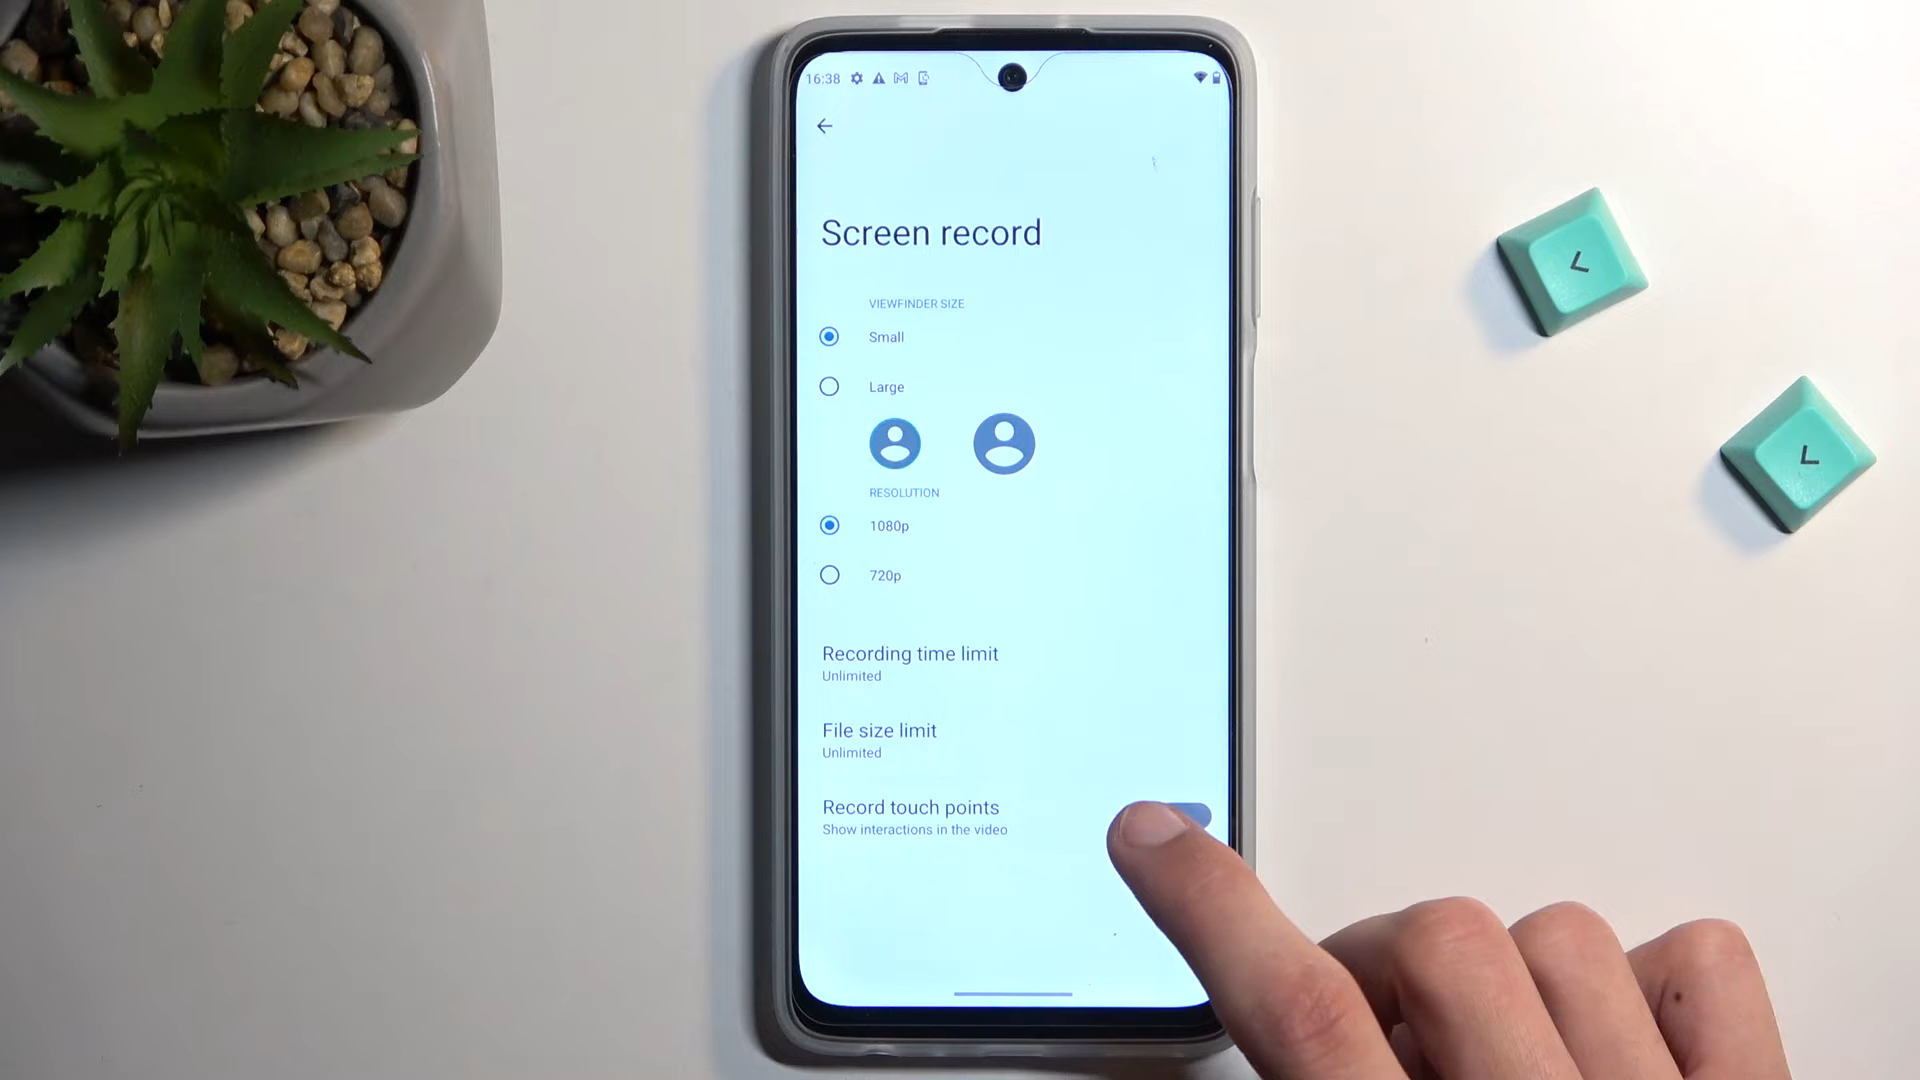 16:38
Screen record
VIEWFINDER SIZE
Small
Large
RESOLUTION
1080p
720p
Recording time limit
Unlimited
File size limit
Unlimited
Record touch points
Show interactions in the video